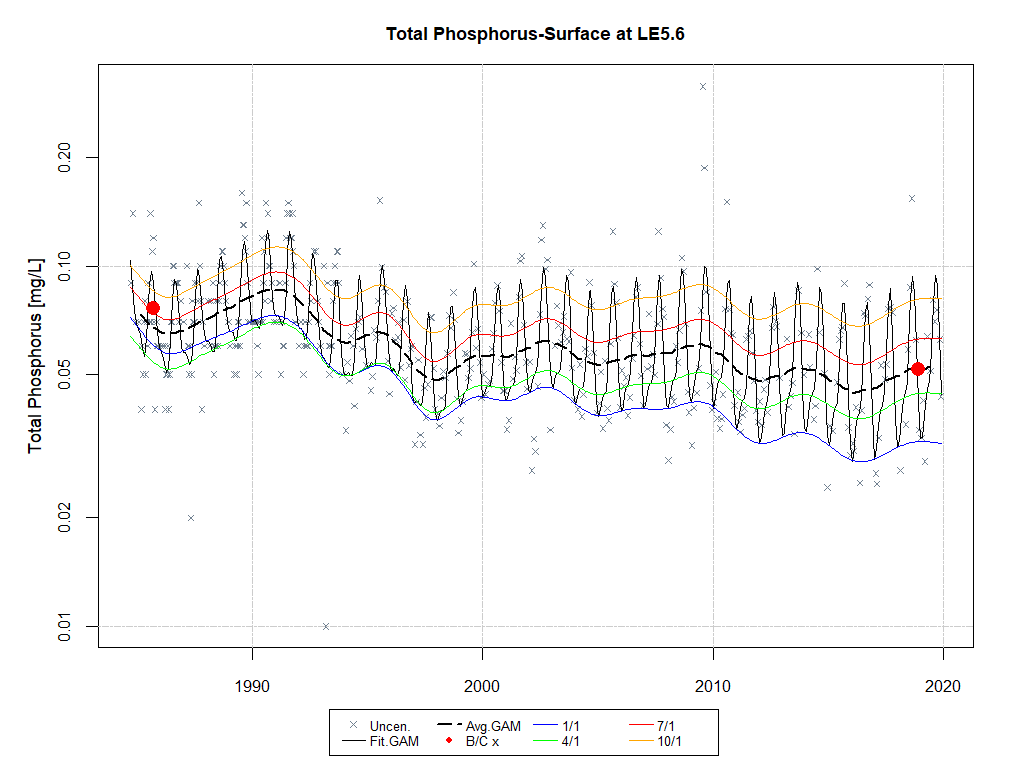 Total Phosphorus-Surface at LE5.6
Total Phosphorus [mg/L]
0.20
0.10
0.05
0.02
0.01
1990 2000 2010 2020
Uncen. Avg.GAM 1/1 7/1
Fit.GAM B/C x 4/1 10/1